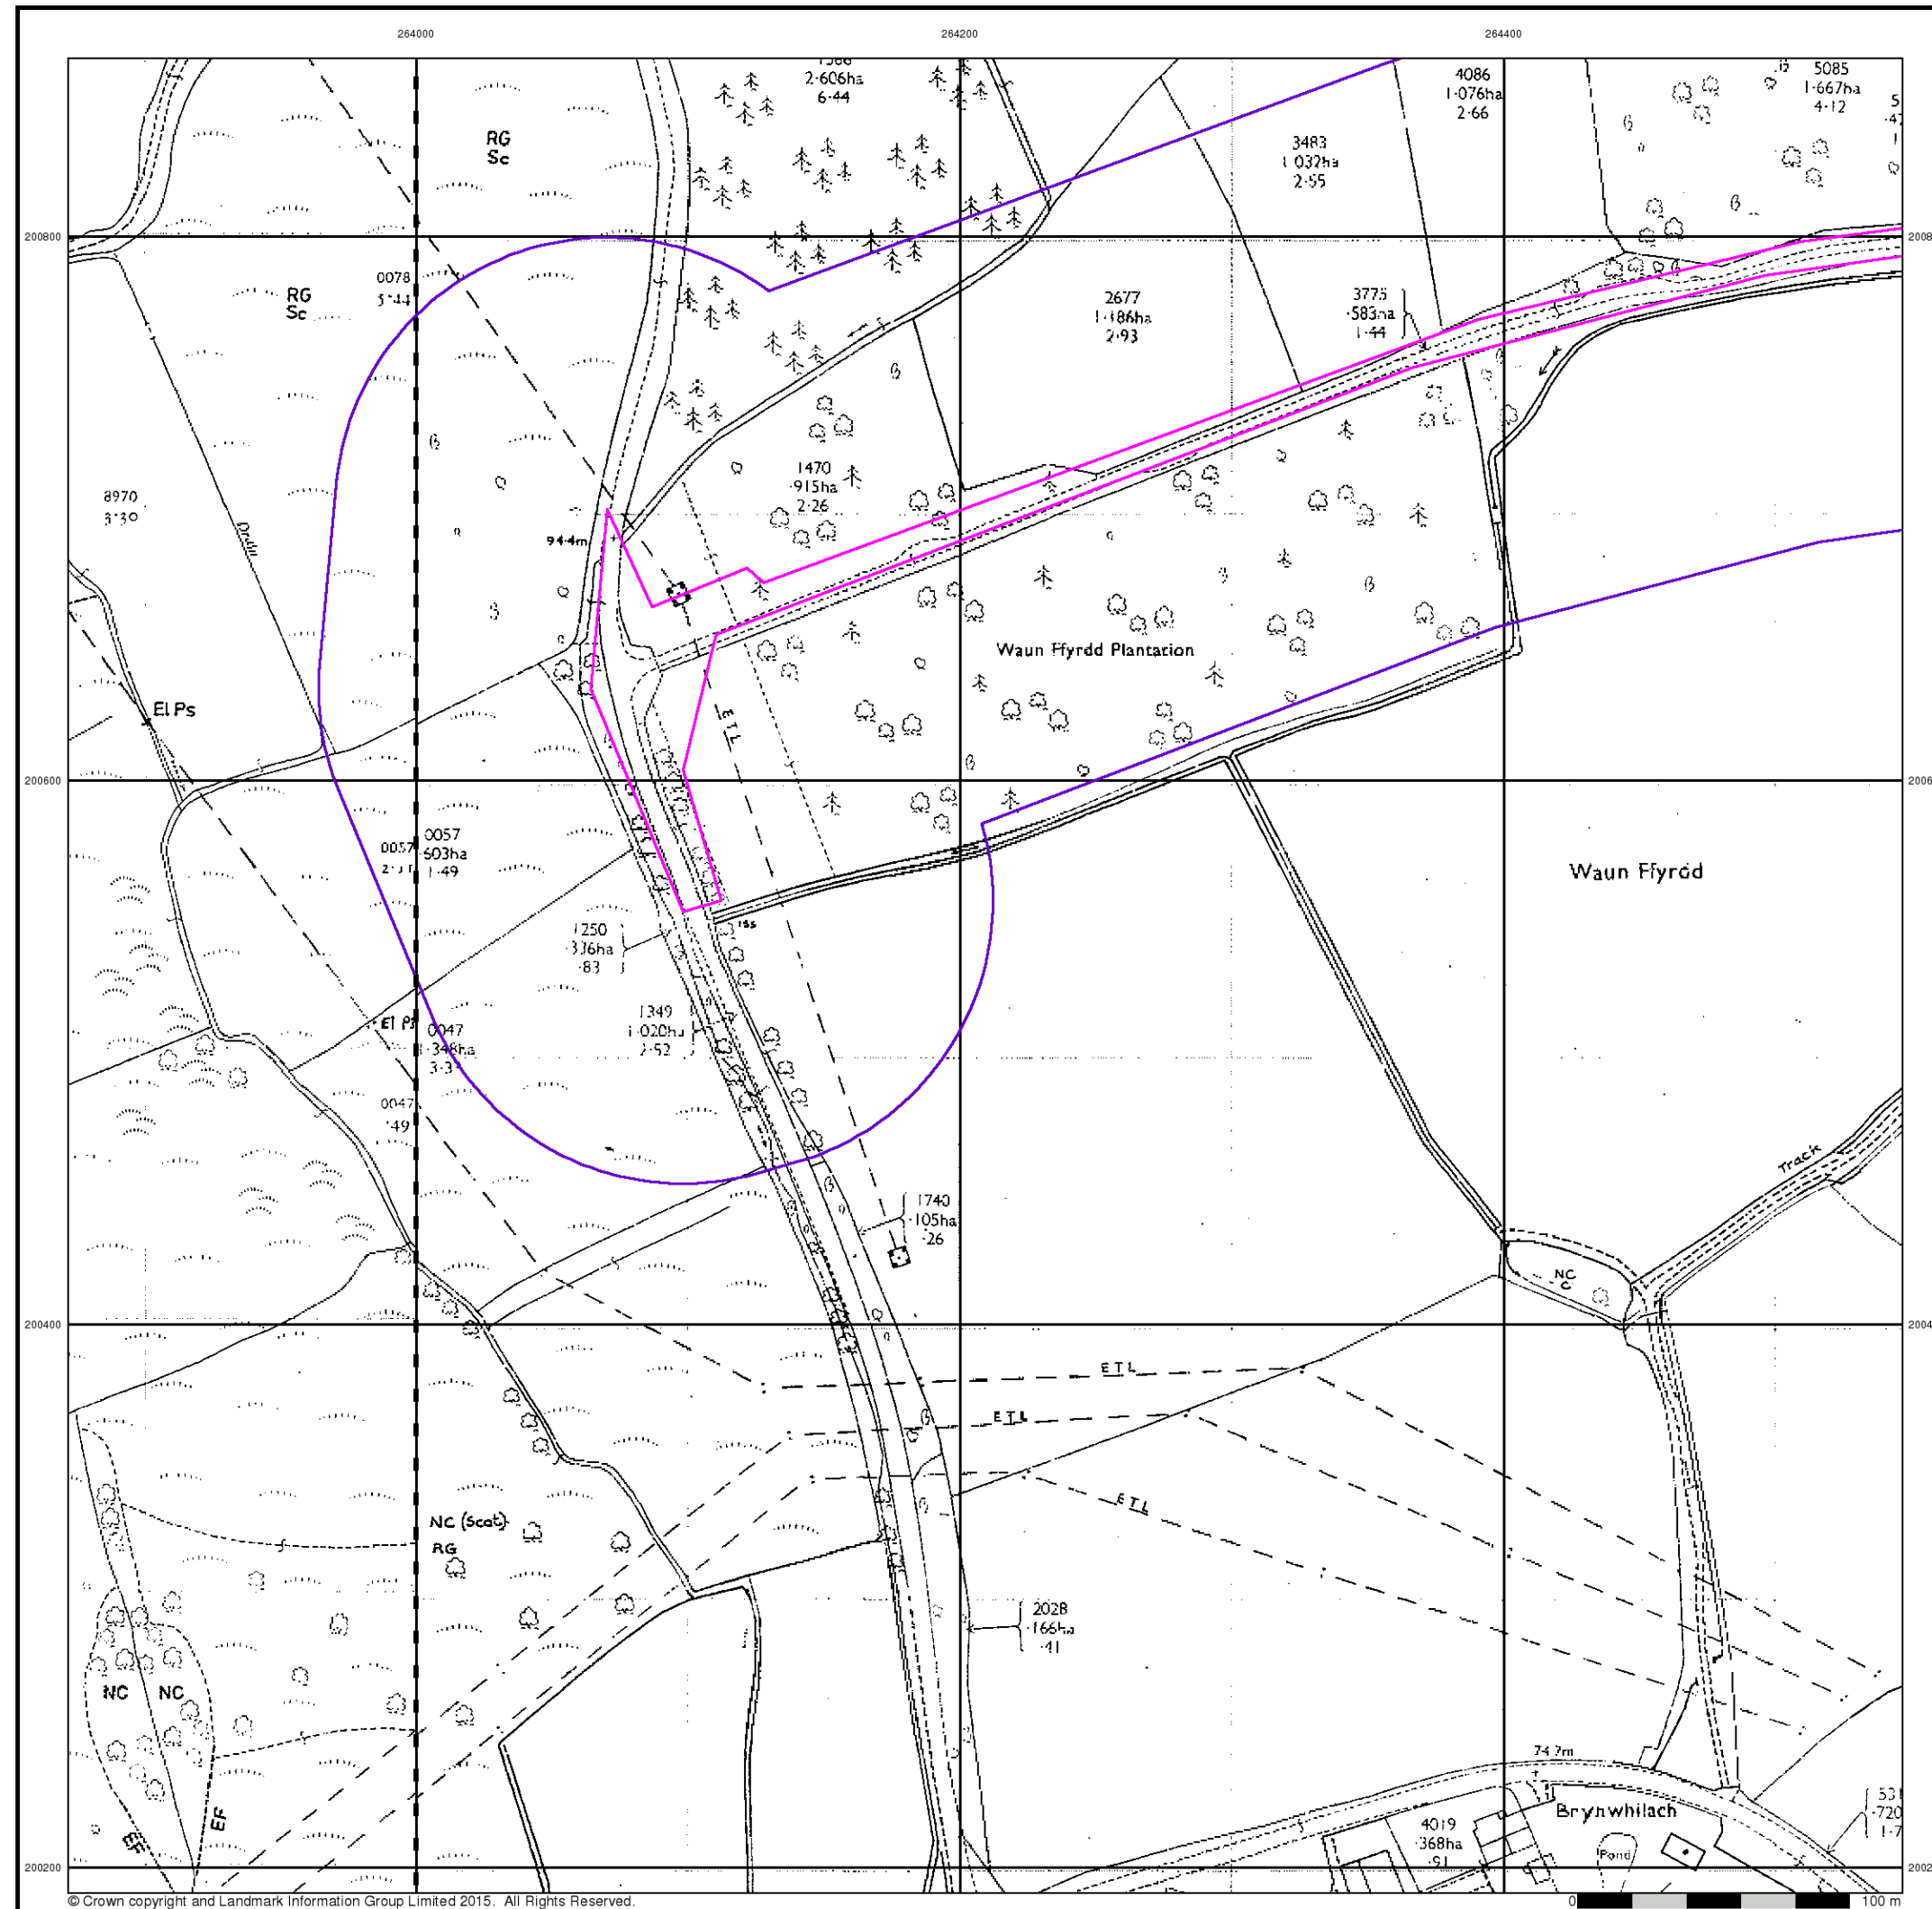 264000
264200
264400
2·606ha
6·44
4086
1·076ha
2·66
5085
1·667ha
4·12
RG
Sc
3483
1·032ha
2·55
200800
0078
RG
Sc
2677
1·186ha
2·93
3775
·583ha
1·44
1470
·915ha
2·26
8970
Drain
94·4m
Waun Ffyrdd Plantation
El Ps
ETL
200600
0057
0057
·603ha
1·49
Waun Ffyrdd
1250
·336ha
·83
Iss
1349
1·020ha
2·52
El Ps
0047
0047
·49
Track
1740
·105ha
·26
NC
200400
ETL
ETL
ETL
NC (Scat)
RG
2028
·166ha
·41
NC
NC
74·7m
EF
EF
Brynwhilach
4019
·368ha
·91
Pond
200200
© Crown copyright and Landmark Information Group Limited 2015. All Rights Reserved.
0
100 m